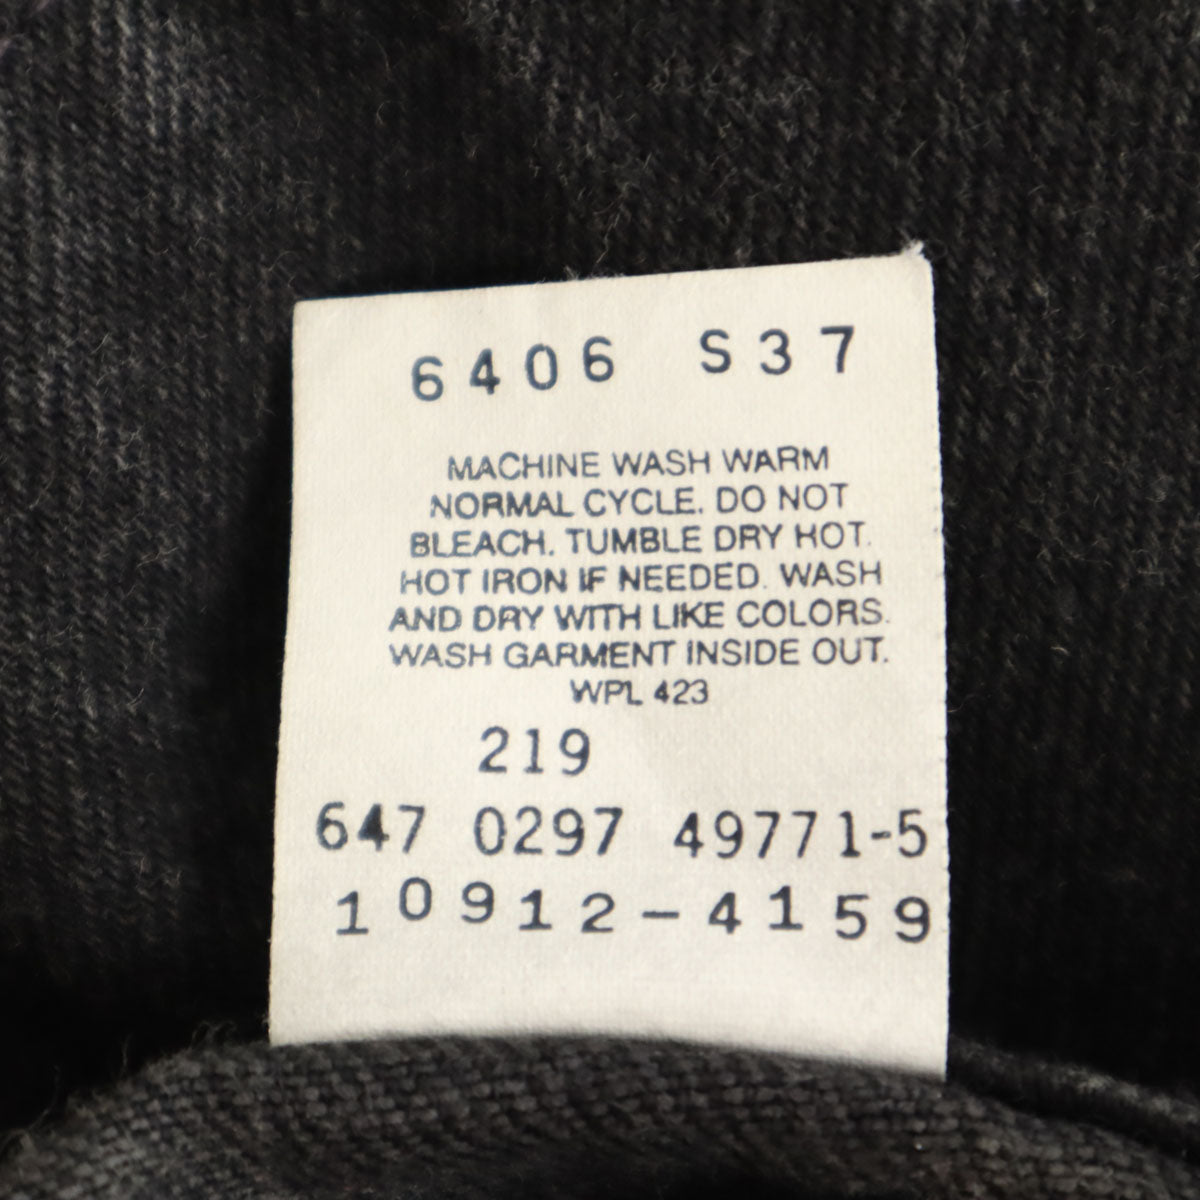 6406 S37
MACHINE WASH WARM
NORMAL CYCLE. DO NOT
BLEACH. TUMBLE DRY HOT.
HOT IRON IF NEEDED. WASH
AND DRY WITH LIKE COLORS.
WASH GARMENT INSIDE OUT.
WPL 423
219
647 0297 49771-5
10912-4159